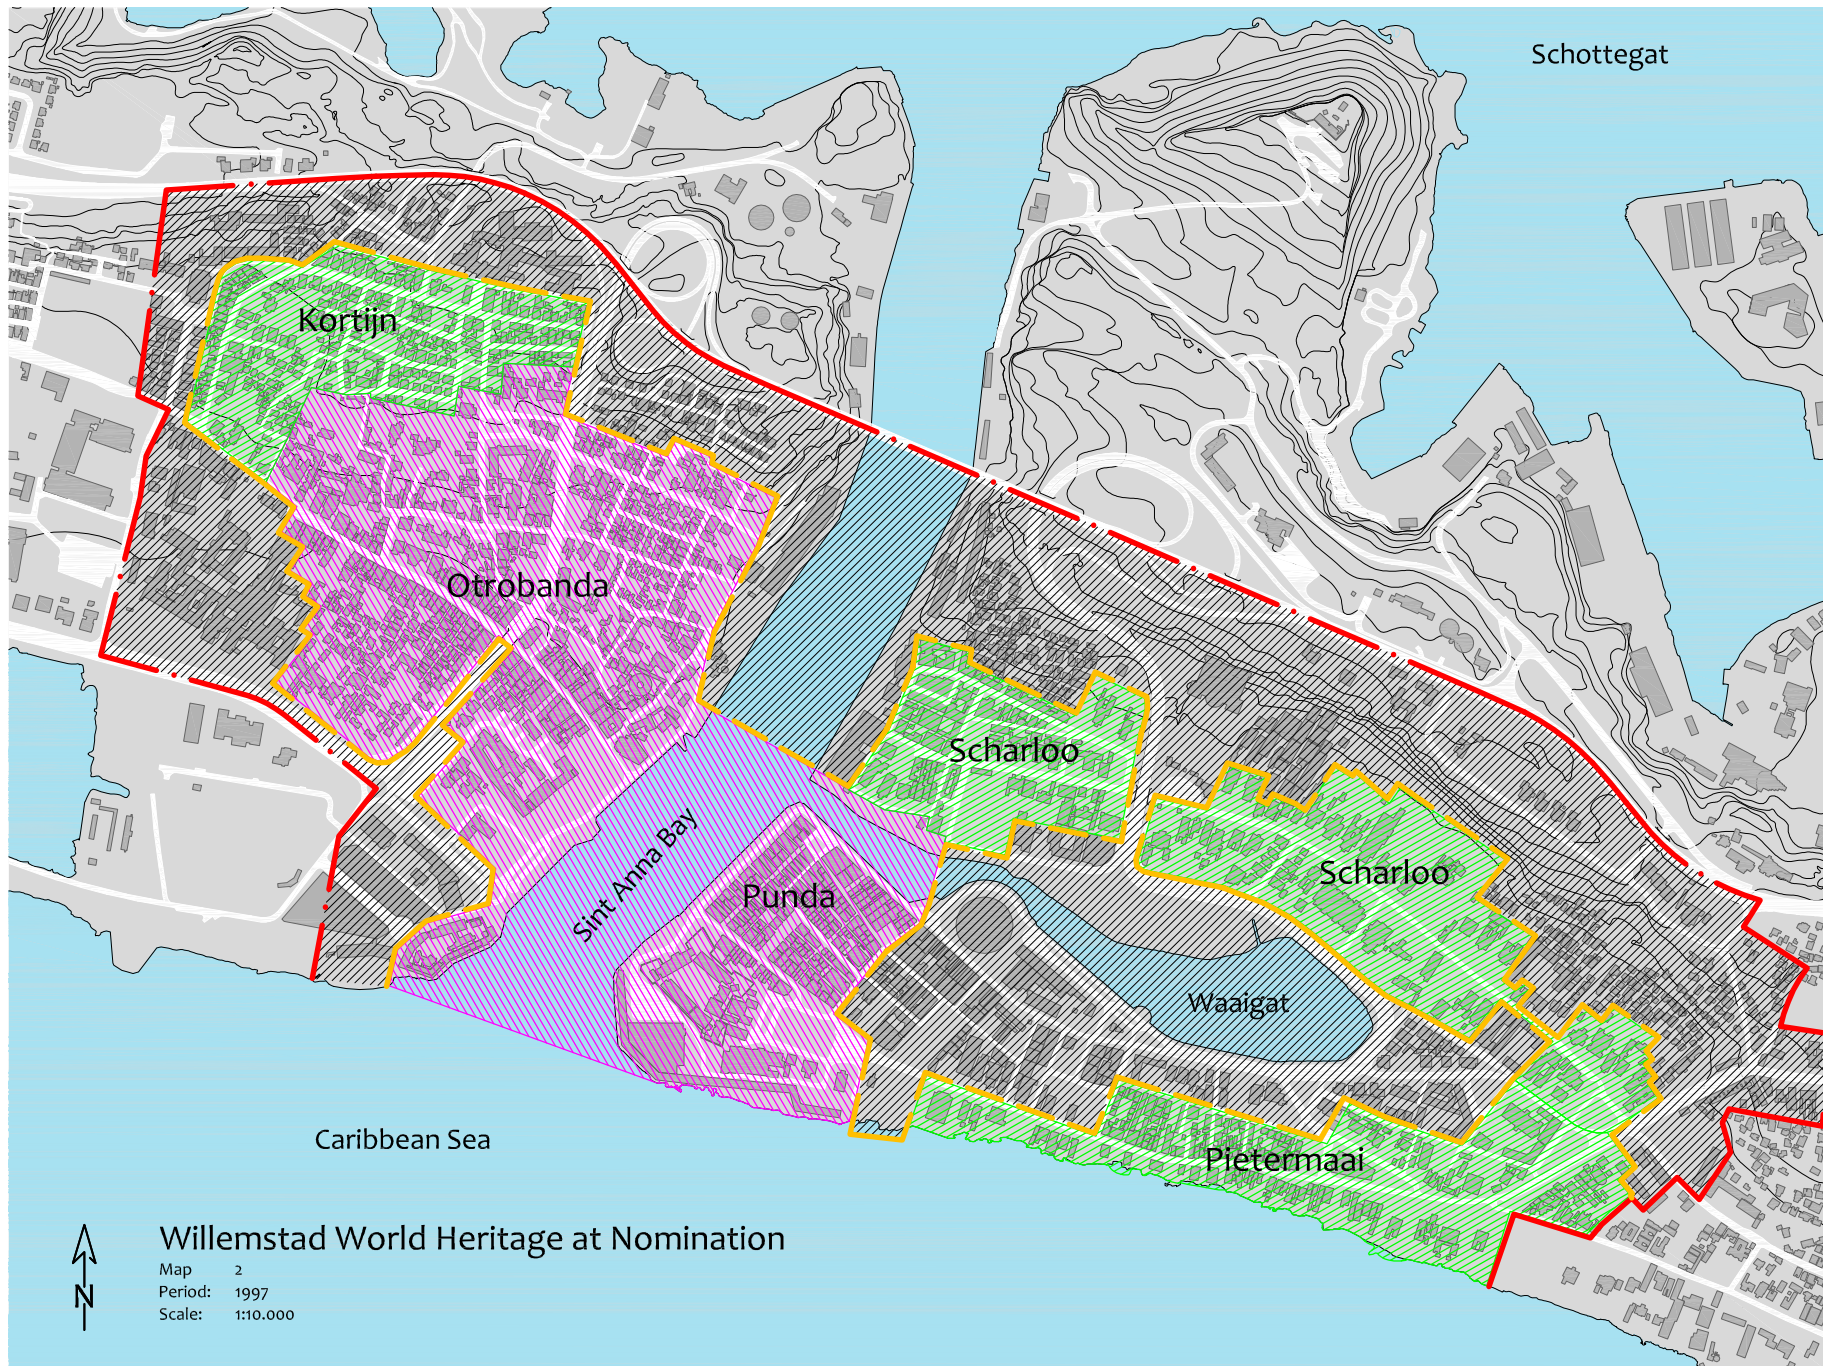 Schottegat
Kortijn
Otrobanda
Scharloo
Sint Anna Bay
Punda
Scharloo
Waaigat
Caribbean Sea
Pietermaai
N
Willemstad World Heritage at Nomination
Map 2
Period: 1997
Scale: 1:10.000